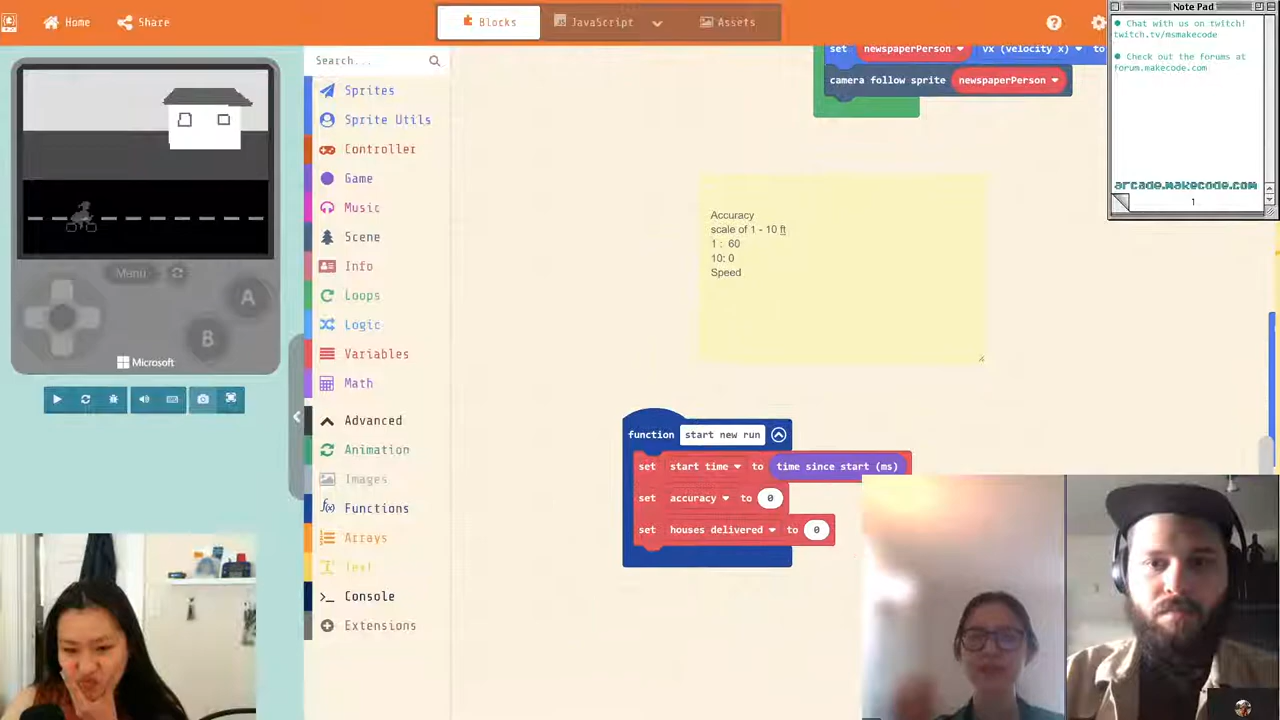 Home
Share
Blocks
JavaScript
Assets
Note Pad
Chat with us on twitch!
twitch.tv/msmakecode
Check out the forums at
forum.makecode.com
arcade.makecode.com
1
Menu
A
B
Microsoft
Search...
Sprites
Sprite Utils
Controller
Game
Music
Scene
Info
Loops
Logic
Variables
Math
Advanced
Animation
Images
Functions
Arrays
Text
Console
Extensions
set newspaperPerson vx (velocity x) to
camera follow sprite newspaperPerson
Accuracy
scale of 1 - 10 ft
1 : 60
10: 0
Speed
function start new run
set start time to time since start (ms)
set accuracy to 0
set houses delivered to 0